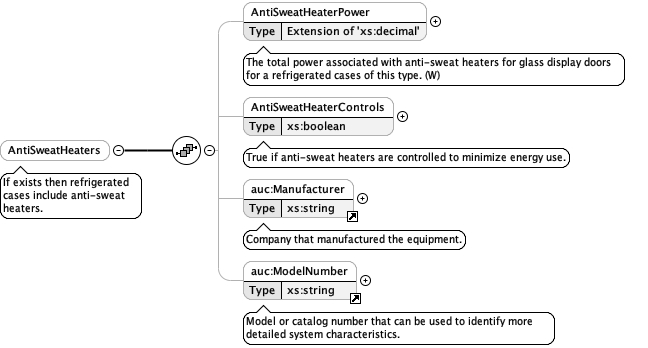 AntiSweatHeaterPower
Type Extension of 'xs:decimal'
The total power associated with anti-sweat heaters for glass display doors
for a refrigerated cases of this type. (W)
AntiSweatHeaterControls
Type xs:boolean
True if anti-sweat heaters are controlled to minimize energy use.
AntiSweatHeaters
If exists then refrigerated
cases include anti-sweat
heaters.
auc:Manufacturer
Type xs:string
Company that manufactured the equipment.
auc:ModelNumber
Type xs:string
Model or catalog number that can be used to identify more
detailed system characteristics.